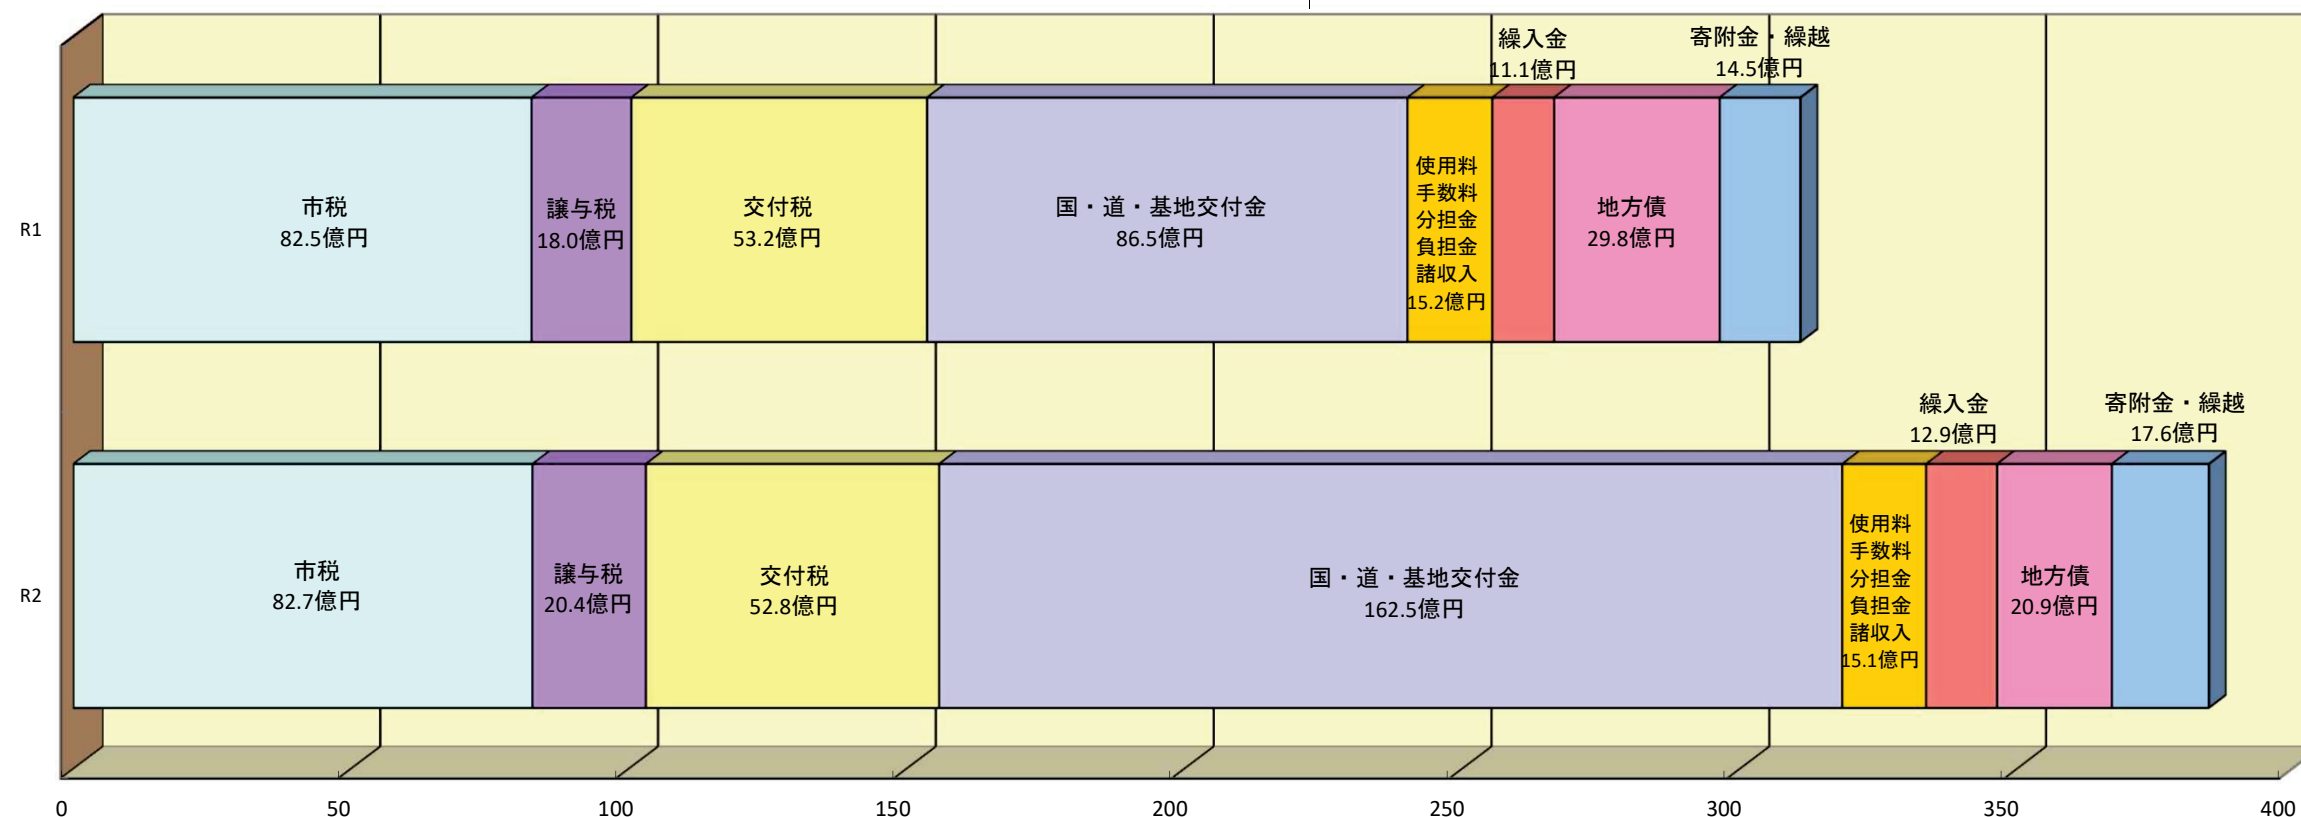 繰入金
11.1億円
寄附金・繰越
14.5億円
R1
市税
82.5億円
譲与税
18.0億円
交付税
53.2億円
国・道・基地交付金
86.5億円
使用料
手数料
分担金
負担金
諸収入
15.2億円
地方債
29.8億円
繰入金
12.9億円
寄附金・繰越
17.6億円
R2
市税
82.7億円
譲与税
20.4億円
交付税
52.8億円
国・道・基地交付金
162.5億円
使用料
手数料
分担金
負担金
諸収入
15.1億円
地方債
20.9億円
0 50 100 150 200 250 300 350 400